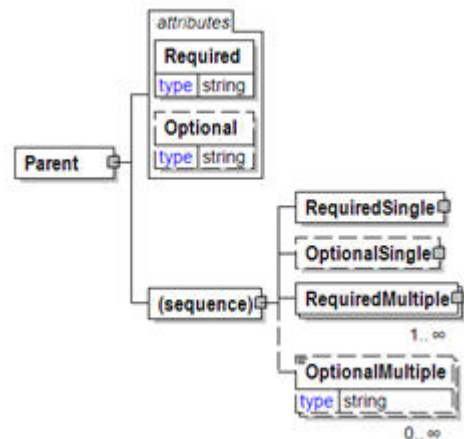 attributes
Required
type string
Optional
type string
Parent
RequiredSingle
OptionalSingle
(sequence)
RequiredMultiple
1.. ∞
OptionalMultiple
type string
0.. ∞